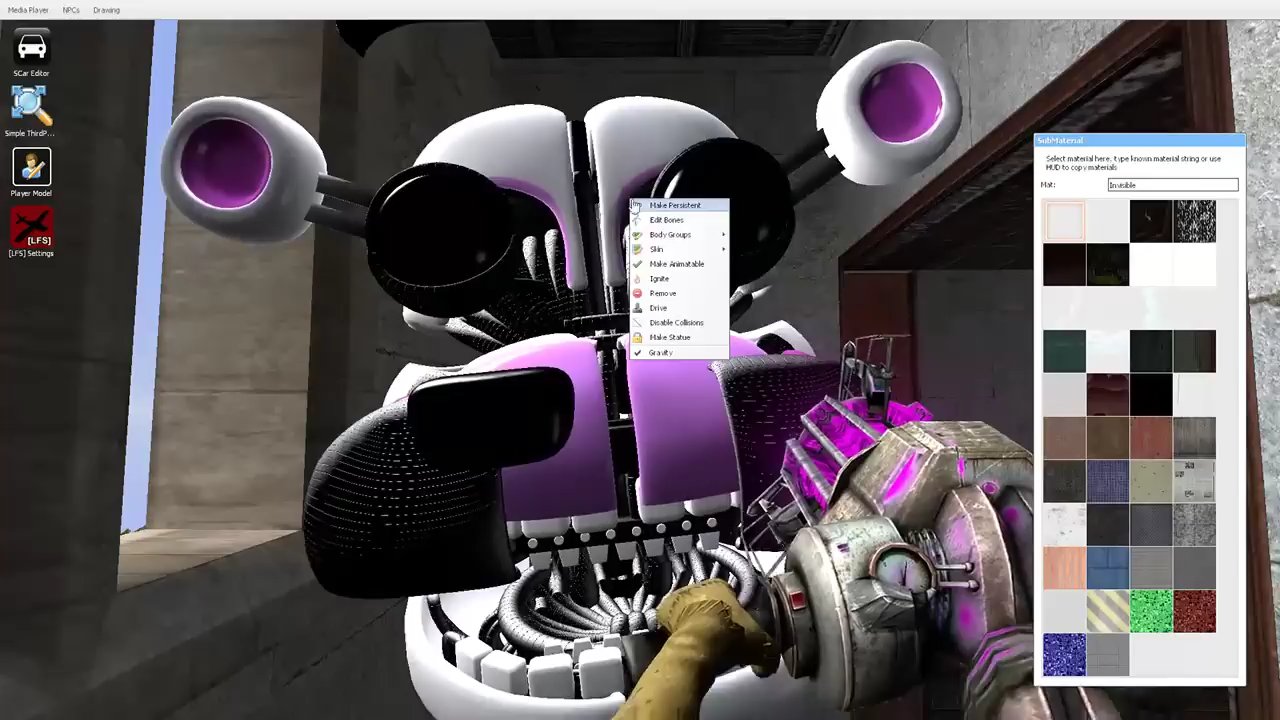 Media Player
NPCs
Drawing
SCar Editor
Simple ThirdP...
Player Model
[LFS]
[LFS] Settings
Make Persistent
Edit Bones
Body Groups
Skin
Make Animatable
Ignite
Remove
Drive
Disable Collisions
Make Statue
Gravity
SubMaterial
Select material here, type known material string or use
HUD to copy materials
Mat:
Invisible